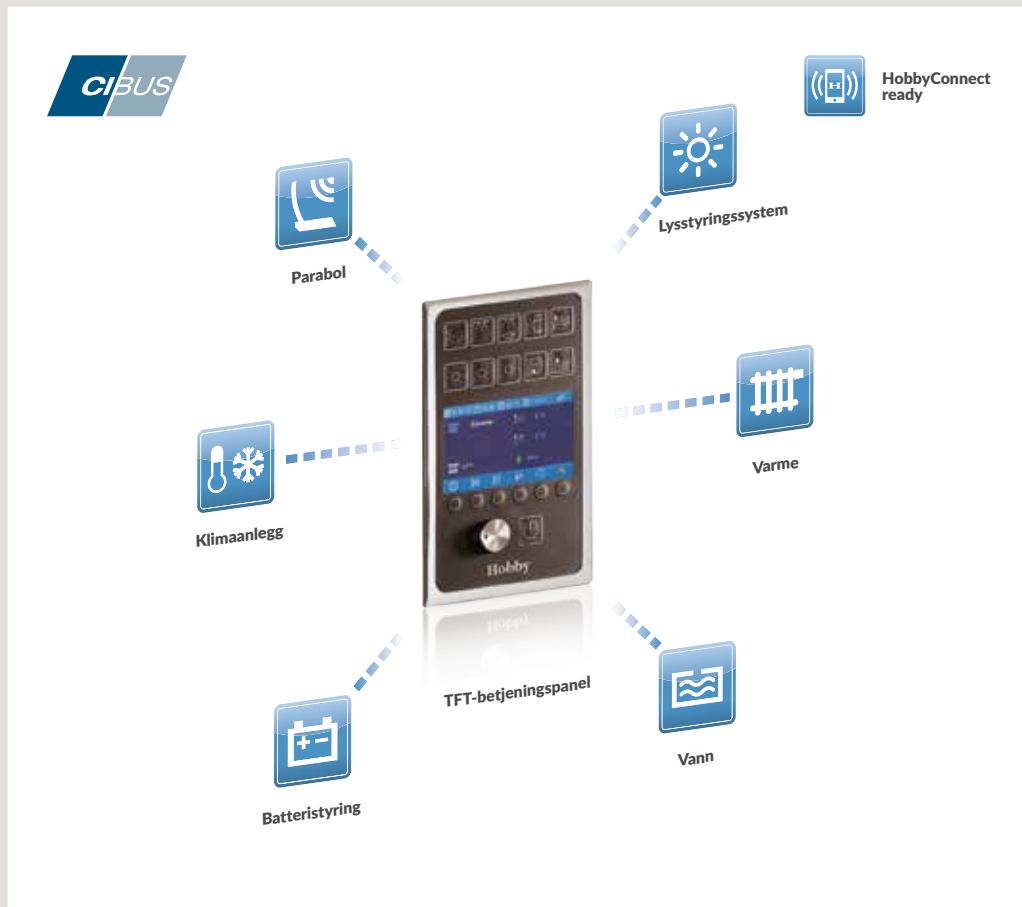 CIBUS
HobbyConnect
ready
Lysstyringssystem
Parabol
Varme
Klimaanlegg
Hobby
TFT-betjeningspanel
Vann
Batteristyring